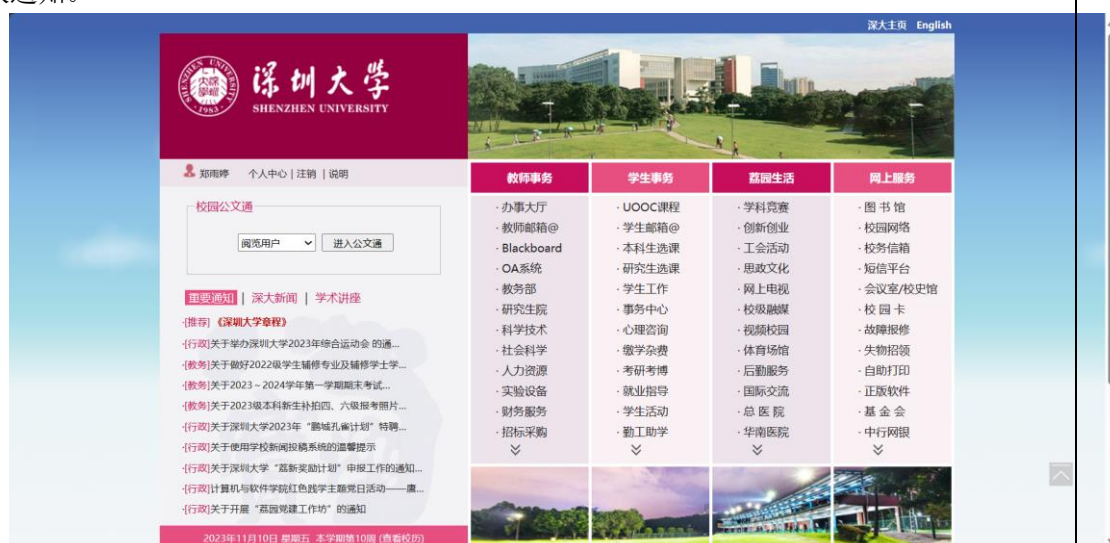 深大主页 English
深圳大学
SHENZHEN UNIVERSITY
1983
郑雨婷 个人中心 | 注销 | 说明
校园公文通
阅览用户 进入公文通
重要通知 | 深大新闻 | 学术讲座
·[推荐]《深圳大学章程》
·[行政]关于举办深圳大学2023年综合运动会 的通...
·[教务]关于做好2022级学生辅修专业及辅修学士学...
·[教务]关于2023～2024学年第一学期期末考试...
·[教务]关于2023级本科新生补拍四、六级报考照片...
·[行政]关于深圳大学2023年“鹏城孔雀计划”特聘...
·[行政]关于使用学校新闻投稿系统的温馨提示
·[行政]关于深圳大学“荔新奖励计划”申报工作的通知...
·[行政]计算机与软件学院红色践学主题党日活动——鹰...
·[行政]关于开展“荔园党建工作坊”的通知
2023年11月10日 星期五 本学期第10周 (查看校历)
教师事务
·办事大厅
·教师邮箱@
·Blackboard
·OA系统
·教务部
·研究生院
·科学技术
·社会科学
·人力资源
·实验设备
·财务服务
·招标采购
学生事务
·UOOC课程
·学生邮箱@
·本科生选课
·研究生选课
·学生工作
·事务中心
·心理咨询
·缴学杂费
·考研考博
·就业指导
·学生活动
·勤工助学
荔园生活
·学科竞赛
·创新创业
·工会活动
·思政文化
·网上电视
·校级融媒
·视频校园
·体育场馆
·后勤服务
·国际交流
·总 医 院
·华南医院
网上服务
·图 书 馆
·校园网络
·校务信箱
·短信平台
·会议室/校史馆
·校 园 卡
·故障报修
·失物招领
·自助打印
·正版软件
·基 金 会
·中行网银